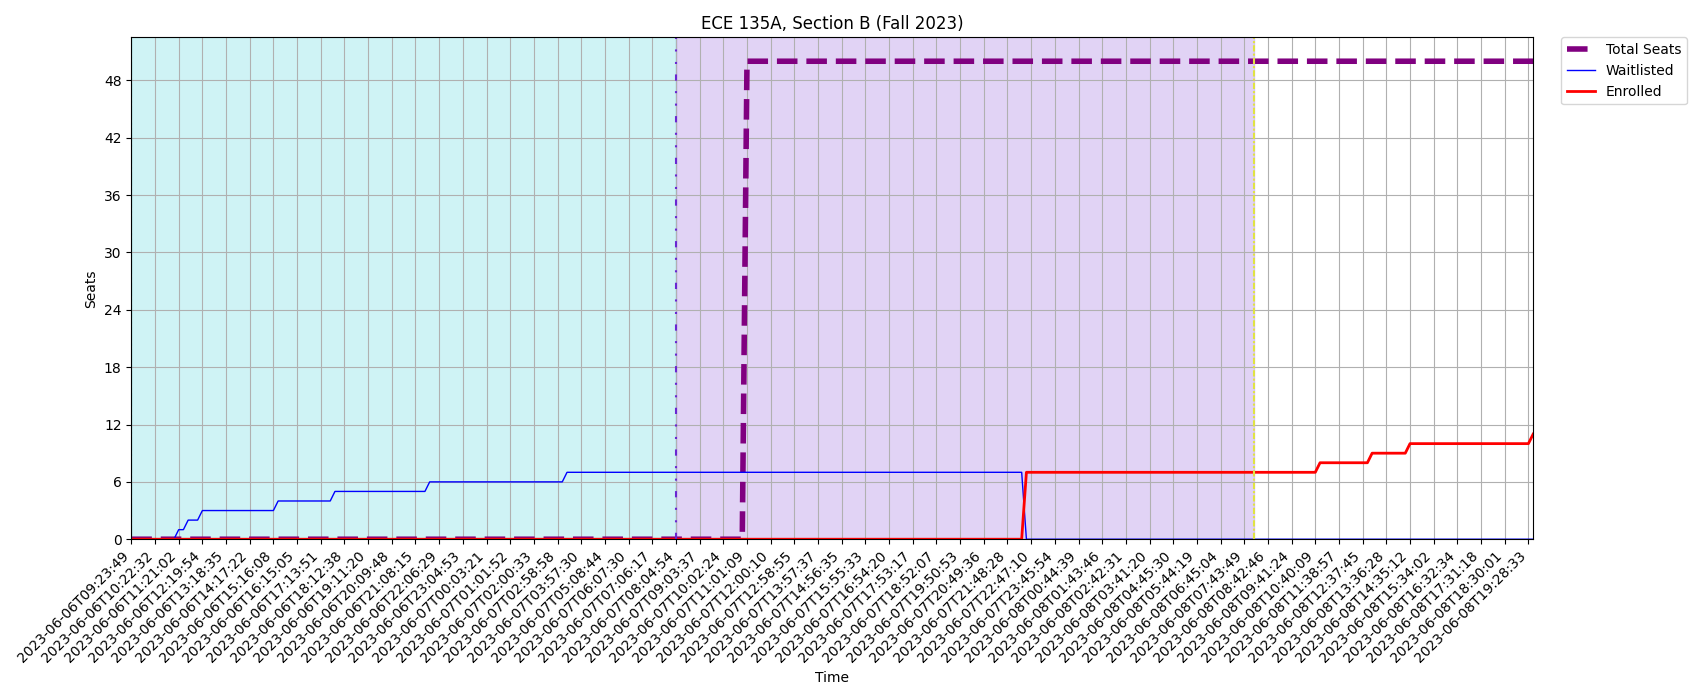 ECE 135A, Section B (Fall 2023)
Total Seats
Waitlisted
Enrolled
48
42
36
30
24
18
12
6
0
Seats
2023-06-06T09:23:49
2023-06-06T10:22:32
2023-06-06T11:21:02
2023-06-06T12:19:54
2023-06-06T13:18:35
2023-06-06T14:17:22
2023-06-06T15:16:08
2023-06-06T16:15:05
2023-06-06T17:13:51
2023-06-06T18:12:38
2023-06-06T19:11:20
2023-06-06T20:09:48
2023-06-06T21:08:15
2023-06-06T22:06:29
2023-06-06T23:04:53
2023-06-07T00:03:21
2023-06-07T01:01:52
2023-06-07T02:00:33
2023-06-07T02:58:58
2023-06-07T03:57:30
2023-06-07T05:08:44
2023-06-07T06:07:30
2023-06-07T07:06:17
2023-06-07T08:04:54
2023-06-07T09:03:37
2023-06-07T10:02:24
2023-06-07T11:01:09
2023-06-07T12:00:10
2023-06-07T12:58:55
2023-06-07T13:57:37
2023-06-07T14:56:35
2023-06-07T15:55:33
2023-06-07T16:54:20
2023-06-07T17:53:17
2023-06-07T18:52:07
2023-06-07T19:50:53
2023-06-07T20:49:36
2023-06-07T21:48:28
2023-06-07T22:47:10
2023-06-07T23:45:54
2023-06-08T00:44:39
2023-06-08T01:43:46
2023-06-08T02:42:31
2023-06-08T03:41:20
2023-06-08T04:45:30
2023-06-08T05:44:19
2023-06-08T06:45:04
2023-06-08T07:43:49
2023-06-08T08:42:46
2023-06-08T09:41:24
2023-06-08T10:40:09
2023-06-08T11:38:57
2023-06-08T12:37:45
2023-06-08T13:36:28
2023-06-08T14:35:12
2023-06-08T15:34:02
2023-06-08T16:32:34
2023-06-08T17:31:18
2023-06-08T18:30:01
2023-06-08T19:28:33
Time